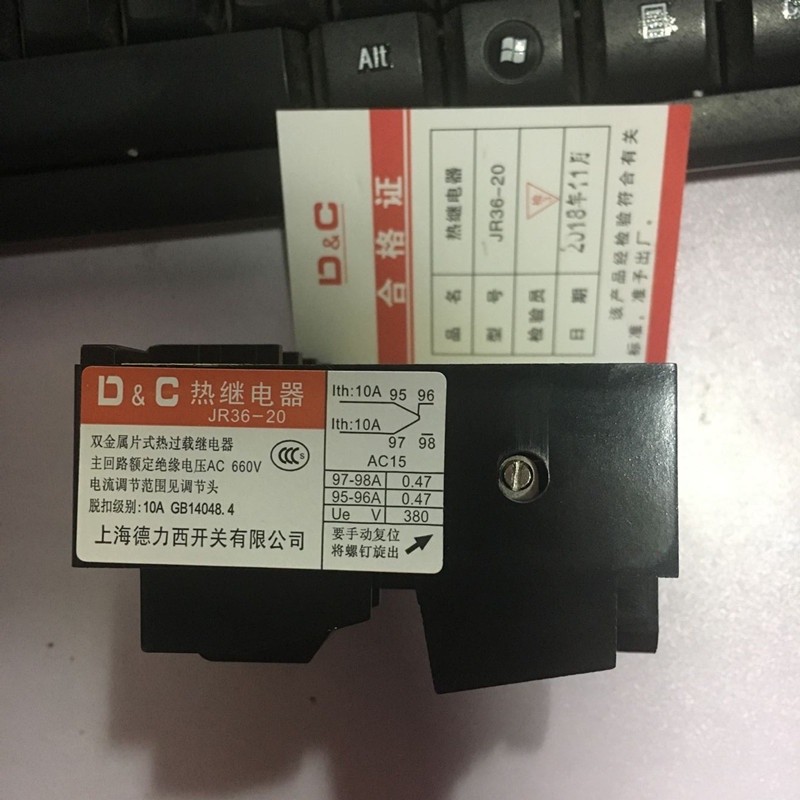 Alt
D&C
合格证
品 名 热继电器
型 号 JR36-20
检验员 检
日 期 2018年11月
该产品经检验符合有关
标准，准予出厂。
D&C 热继电器
JR36-20
双金属片式热过载继电器
主回路额定绝缘电压AC 660V
电流调节范围见调节头
脱扣级别:10A GB14048.4
上海德力西开关有限公司
CCC S
Ith:10A 95 96
Ith:10A
97 98
AC15
97-98A 0.47
95-96A 0.47
Ue V 380
要手动复位
将螺钉旋出